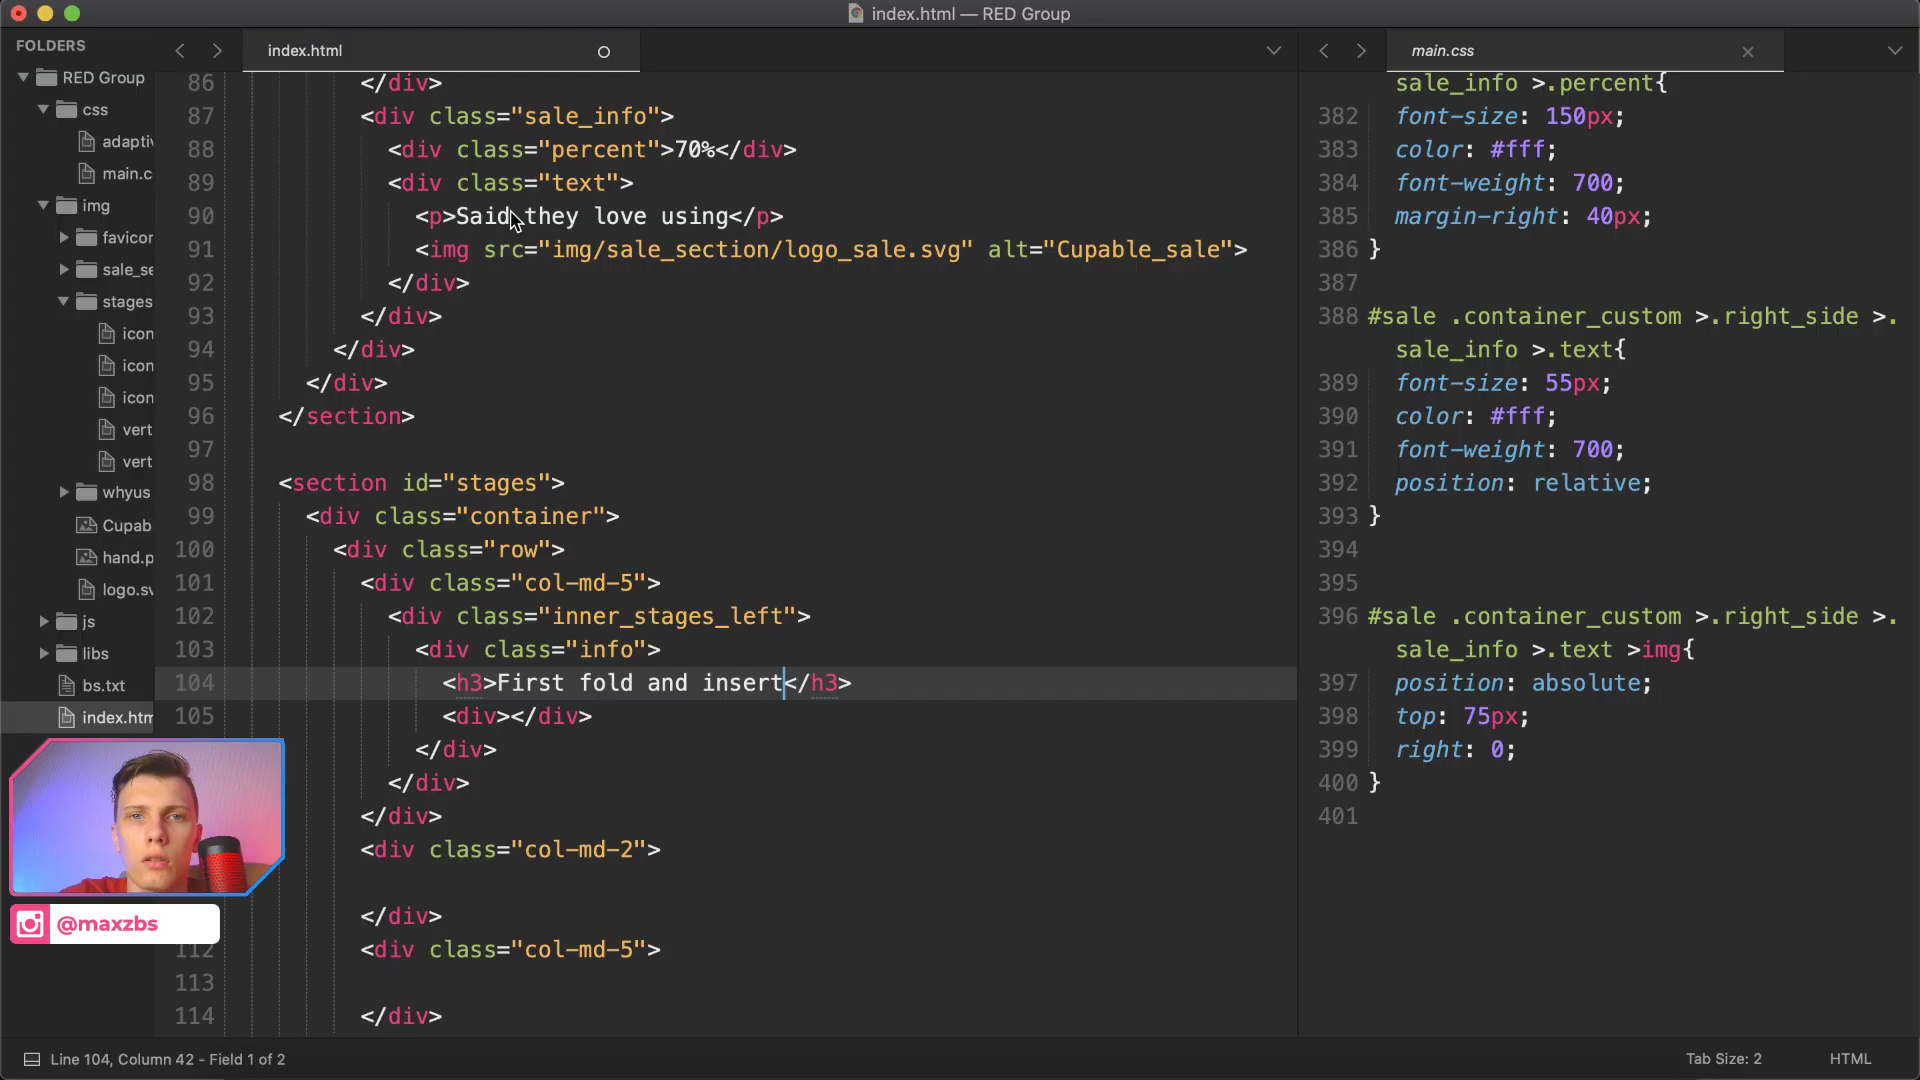 index.html — RED Group
FOLDERS
RED Group
css
adaptiv
main.c
img
favicor
sale_se
stages
icon
icon
icon
vert
vert
whyus
Cupab
hand.p
logo.sv
js
libs
bs.txt
index.htm
index.html
86 </div>
87 <div class="sale_info">
88 <div class="percent">70%</div>
89 <div class="text">
90 <p>Said they love using</p>
91 <img src="img/sale_section/logo_sale.svg" alt="Cupable_sale">
92 </div>
93 </div>
94 </div>
95 </div>
96 </section>
97
98 <section id="stages">
99 <div class="container">
100 <div class="row">
101 <div class="col-md-5">
102 <div class="inner_stages_left">
103 <div class="info">
104 <h3>First fold and insert</h3>
105 <div></div>
</div>
</div>
</div>
<div class="col-md-2">
</div>
112 <div class="col-md-5">
113
114 </div>
main.css
sale_info >.percent{
382 font-size: 150px;
383 color: #fff;
384 font-weight: 700;
385 margin-right: 40px;
386 }
387
388 #sale .container_custom >.right_side >.
sale_info >.text{
389 font-size: 55px;
390 color: #fff;
391 font-weight: 700;
392 position: relative;
393 }
394
395
396 #sale .container_custom >.right_side >.
sale_info >.text >img{
397 position: absolute;
398 top: 75px;
399 right: 0;
400 }
401
@maxzbs
Line 104, Column 42 - Field 1 of 2
Tab Size: 2
HTML